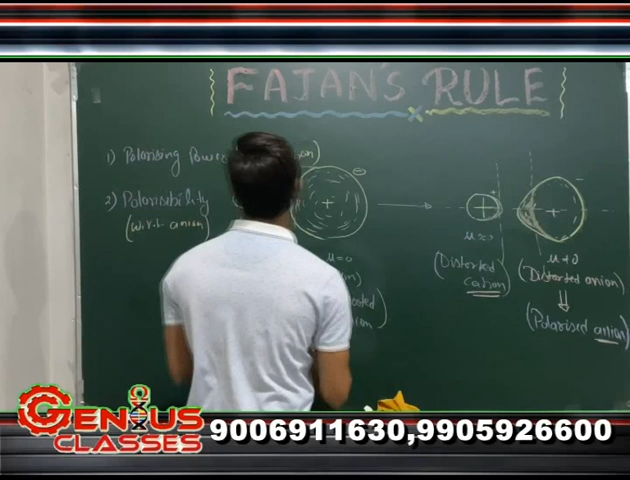 FAJAN'S RULE
1) Polarising Power
2) Polarisibility
(w.r.t anion
+
−
μ=0
+
+
μ≈0
(Distorted
cation)
+
−
μ≠0
(Distorted anion)
(Polarised anion)
GENIUS
CLASSES
9006911630,9905926600